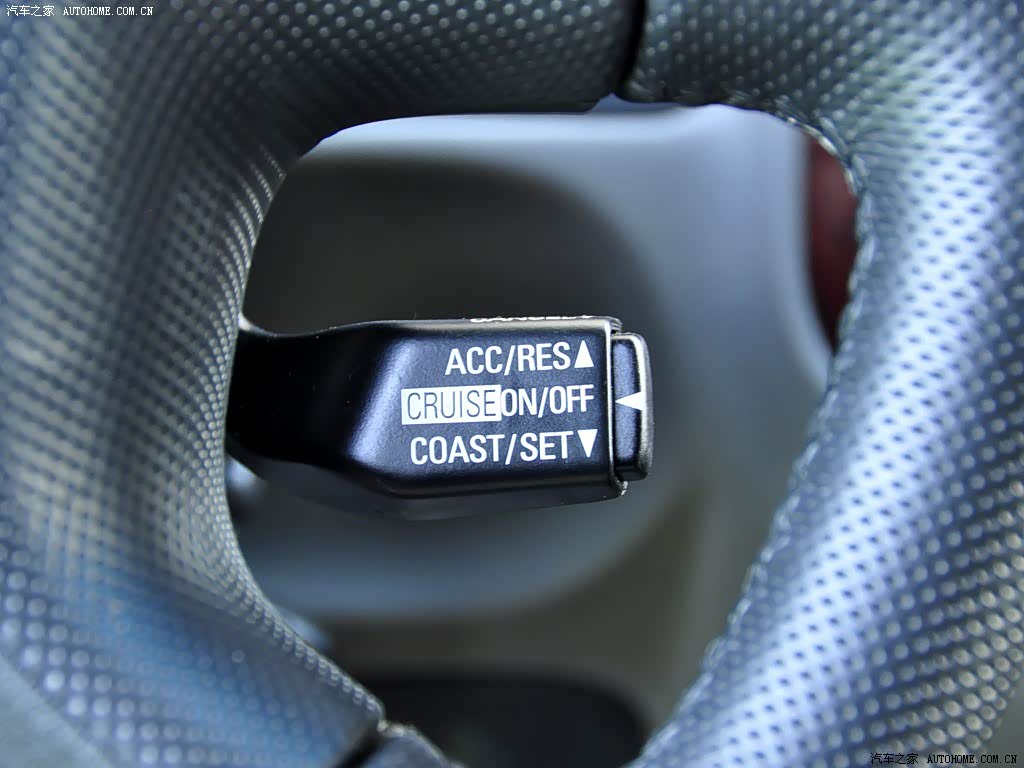 汽车之家 AUTOHOME.COM.CN
ACC/RES▲
CRUISE ON/OFF
COAST/SET▼
汽车之家 AUTOHOME.COM.CN